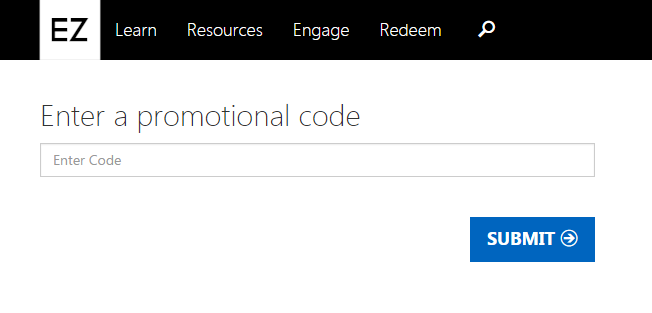 EZ Learn Resources Engage Redeem
Enter a promotional code
Enter Code
SUBMIT